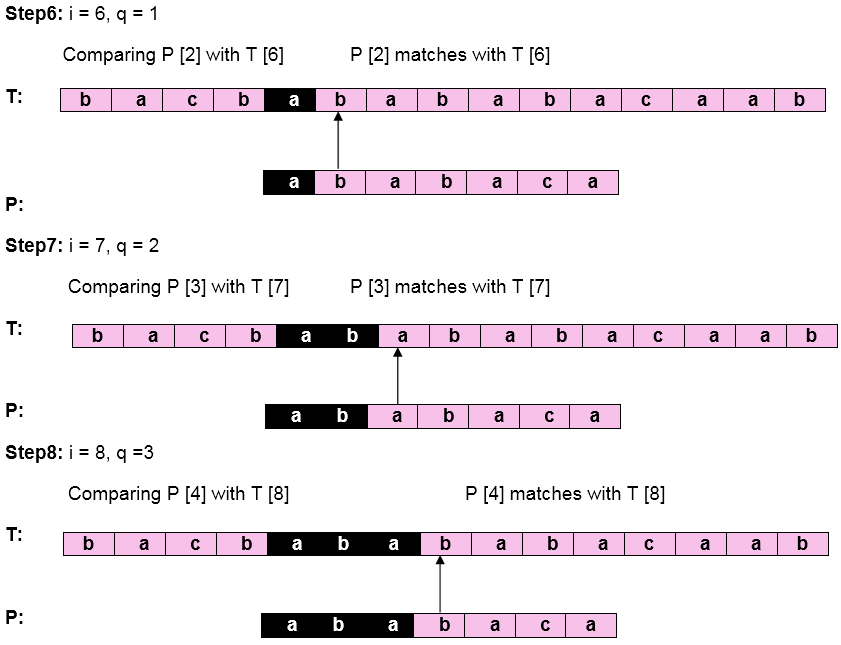 Step6: i = 6, q = 1
Comparing P [2] with T [6] P [2] matches with T [6]
T: b a c b a b a b a b a c a a b
a b a b a c a
P:
Step7: i = 7, q = 2
Comparing P [3] with T [7] P [3] matches with T [7]
T: b a c b a b a b a b a c a a b
P: a b a b a c a
Step8: i = 8, q =3
Comparing P [4] with T [8] P [4] matches with T [8]
T: b a c b a b a b a b a c a a b
P: a b a b a c a